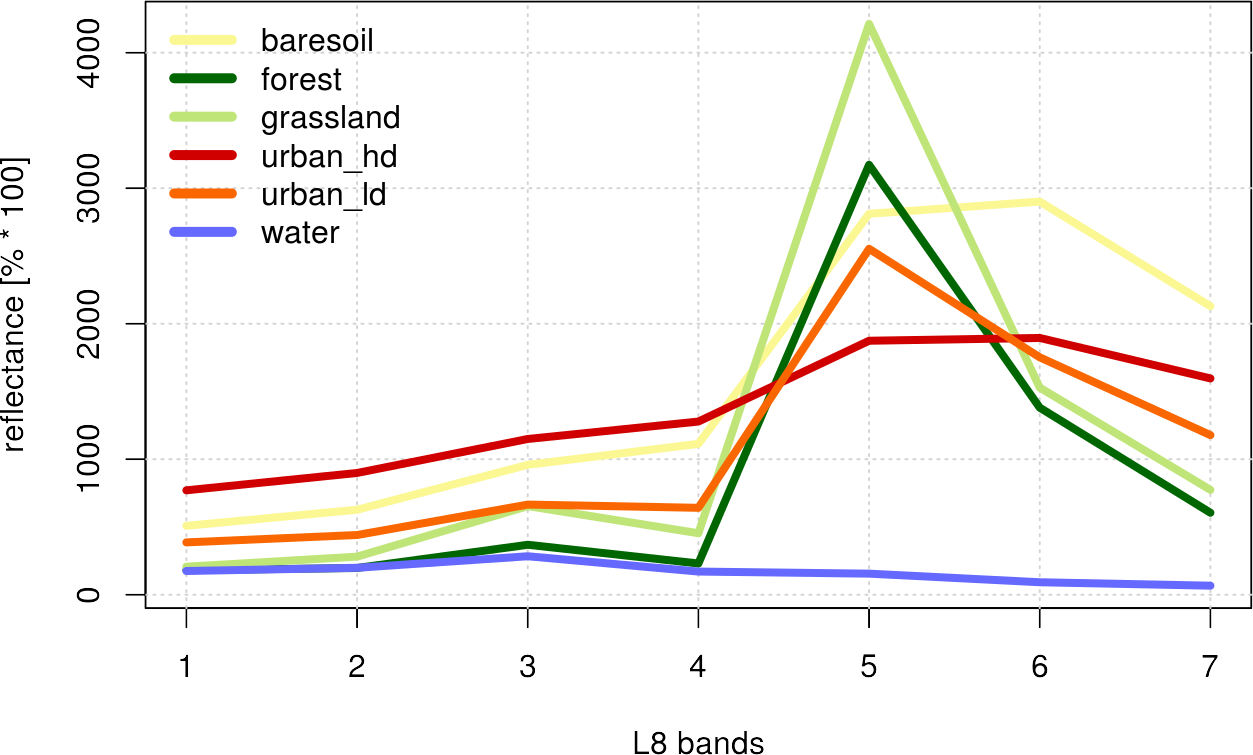 baresoil
forest
grassland
urban_hd
urban_ld
water
reflectance [% * 100]
4000
3000
2000
1000
0
1 2 3 4 5 6 7
L8 bands